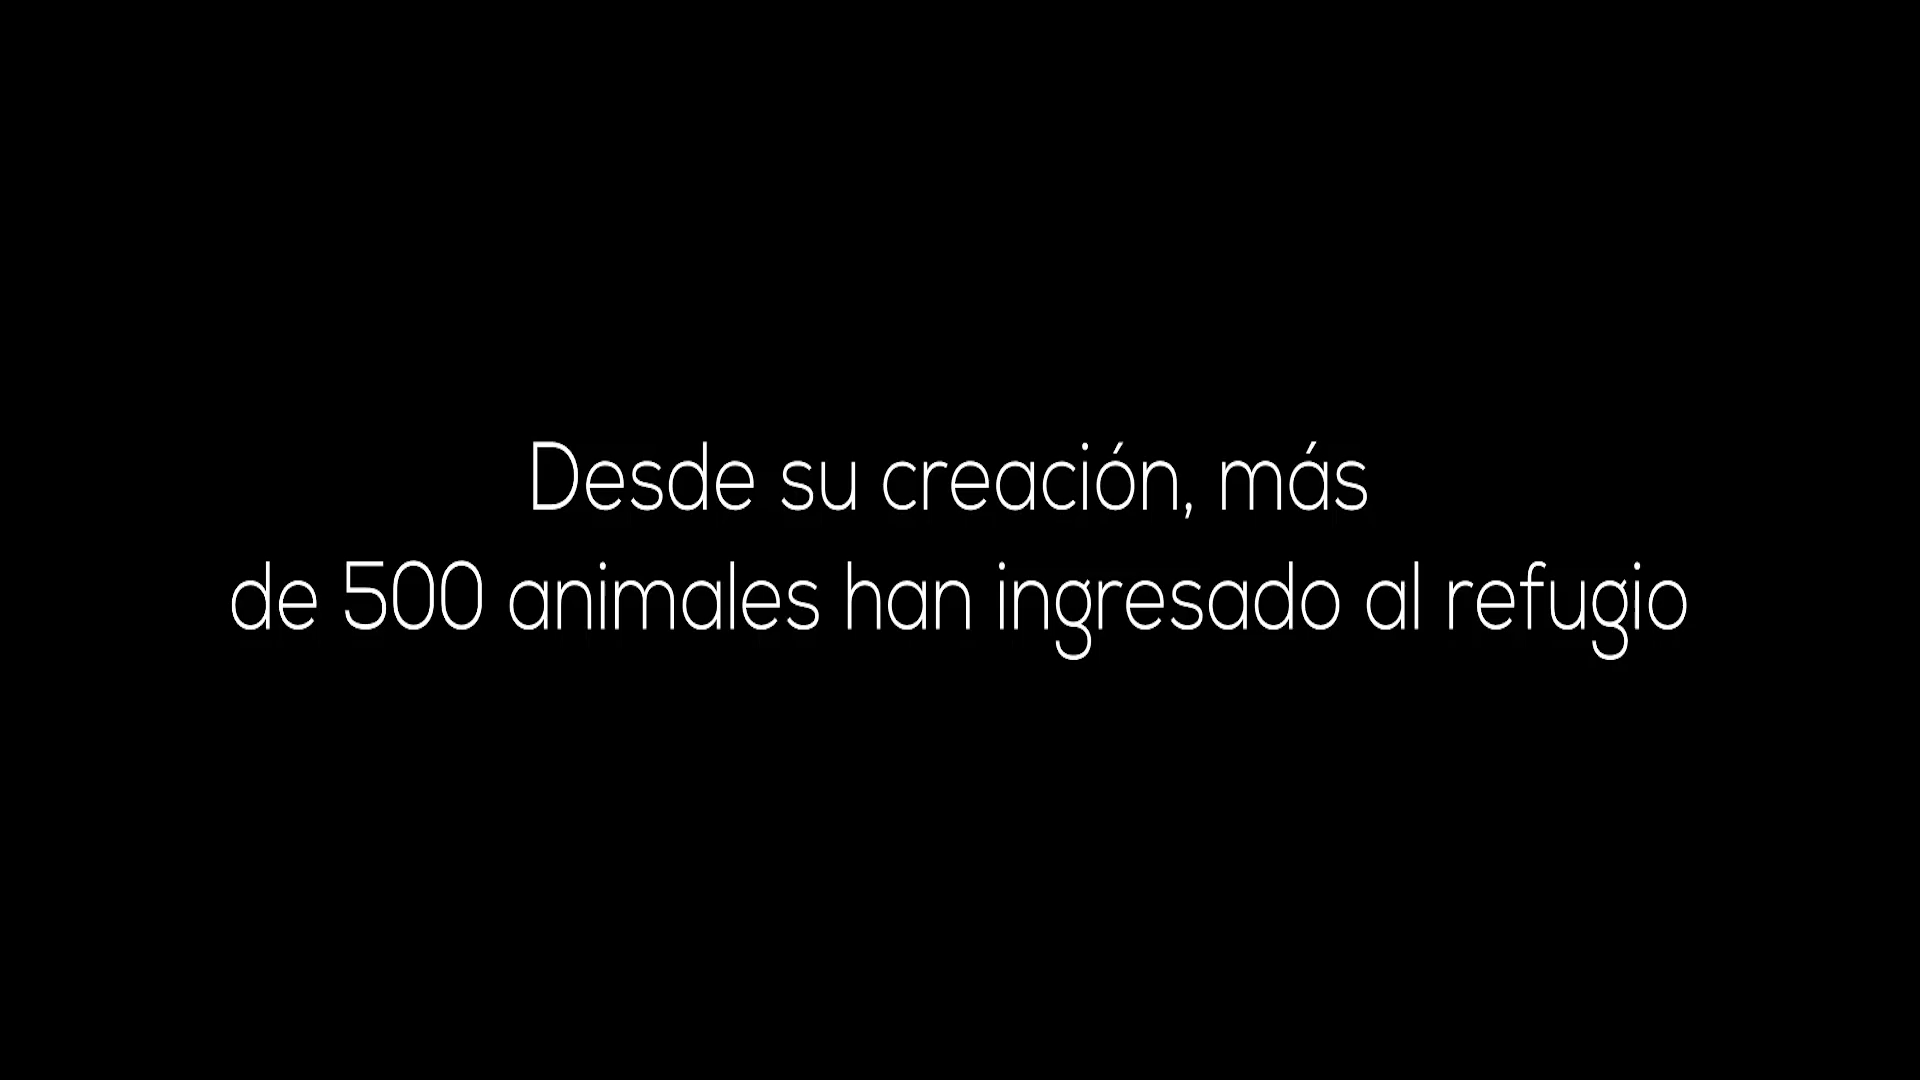 Desde su creación, más
de 500 animales han ingresado al refugio